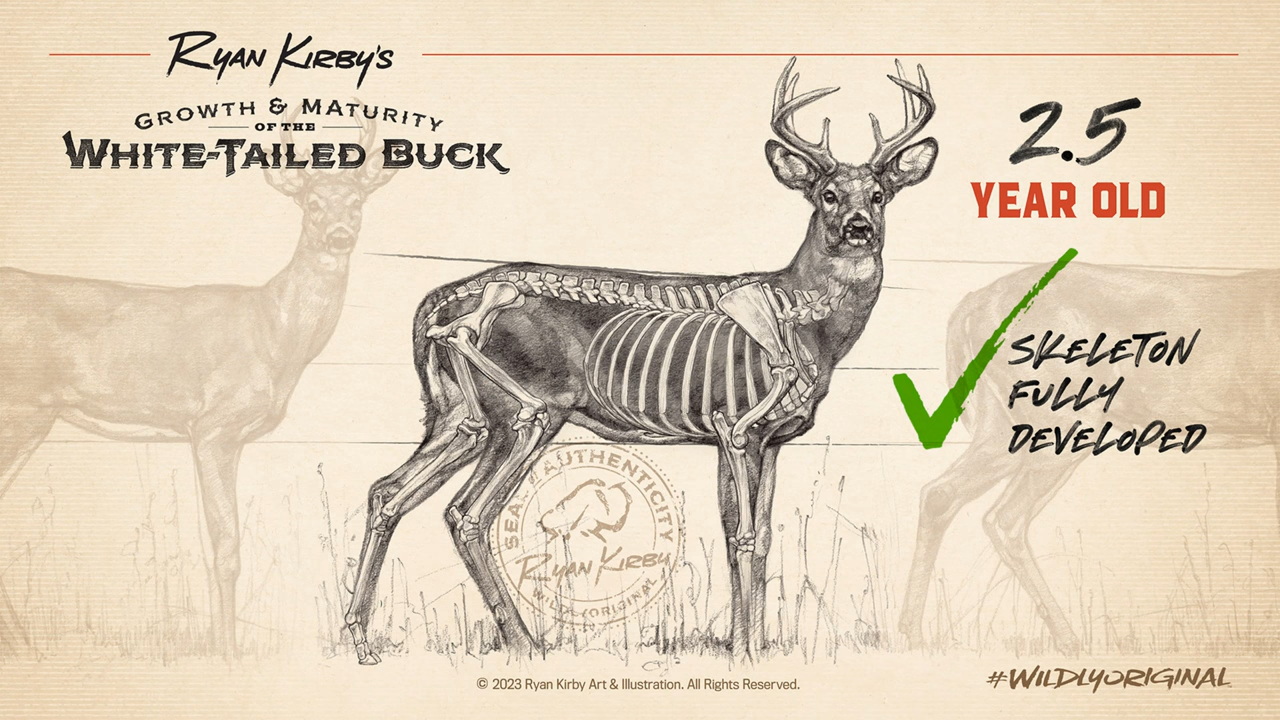 RYAN KIRBY'S
GROWTH & MATURITY
OF THE
WHITE-TAILED BUCK
2.5
YEAR OLD
SKELETON
FULLY
DEVELOPED
SEAL of AUTHENTICITY
RYAN KIRBY
WILDLY ORIGINAL
© 2023 Ryan Kirby Art & Illustration. All Rights Reserved.
#WILDLYORIGINAL